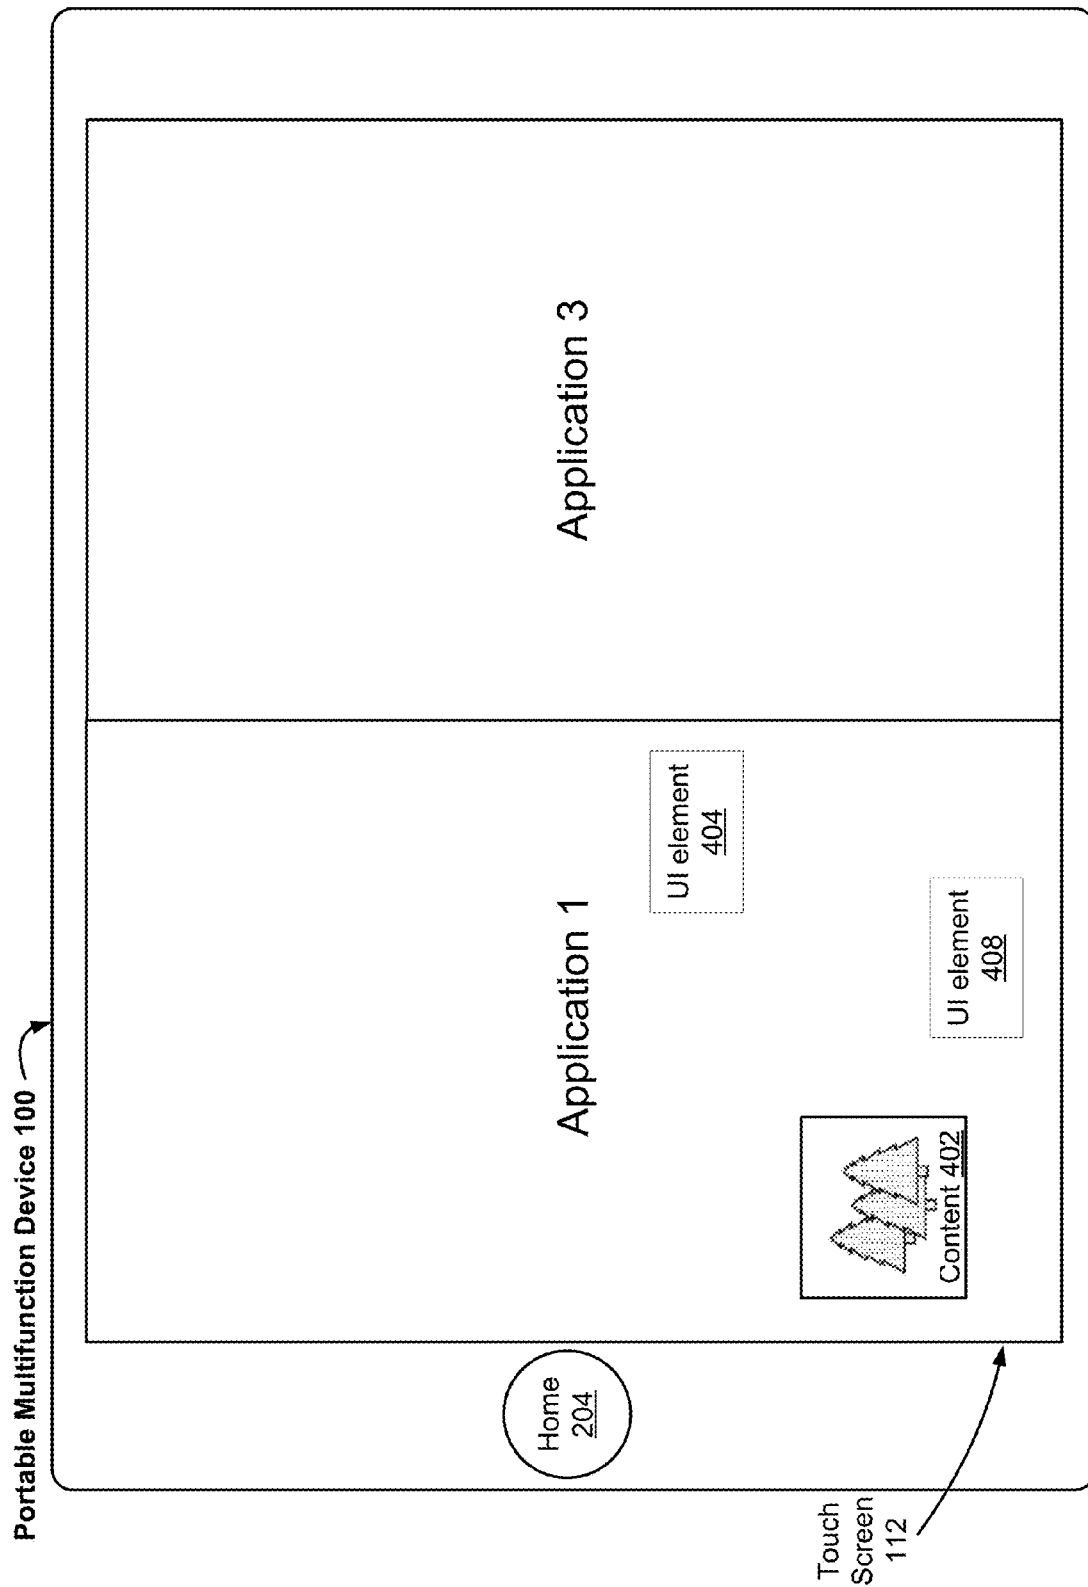 Portable Multifunction Device 100
Home
204
Application 1
Application 3
UI element
404
UI element
408
Content 402
Touch
Screen
112